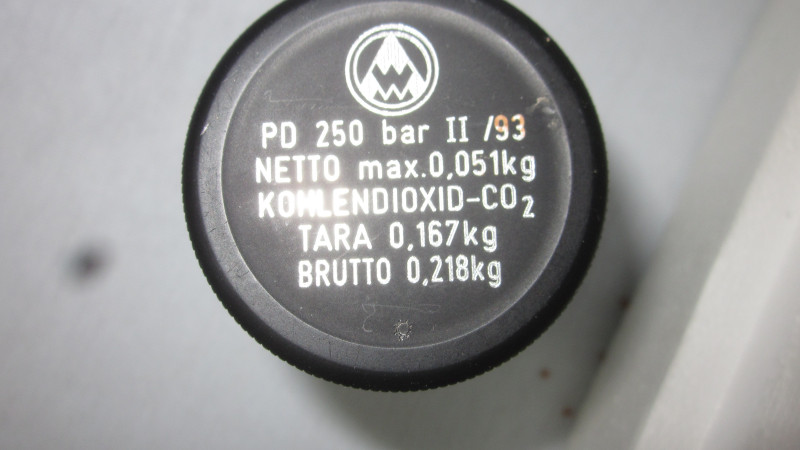 PD 250 bar II /93
NETTO max.0,051kg
KOHLENDIOXID-CO₂
TARA 0,167kg
BRUTTO 0,218kg